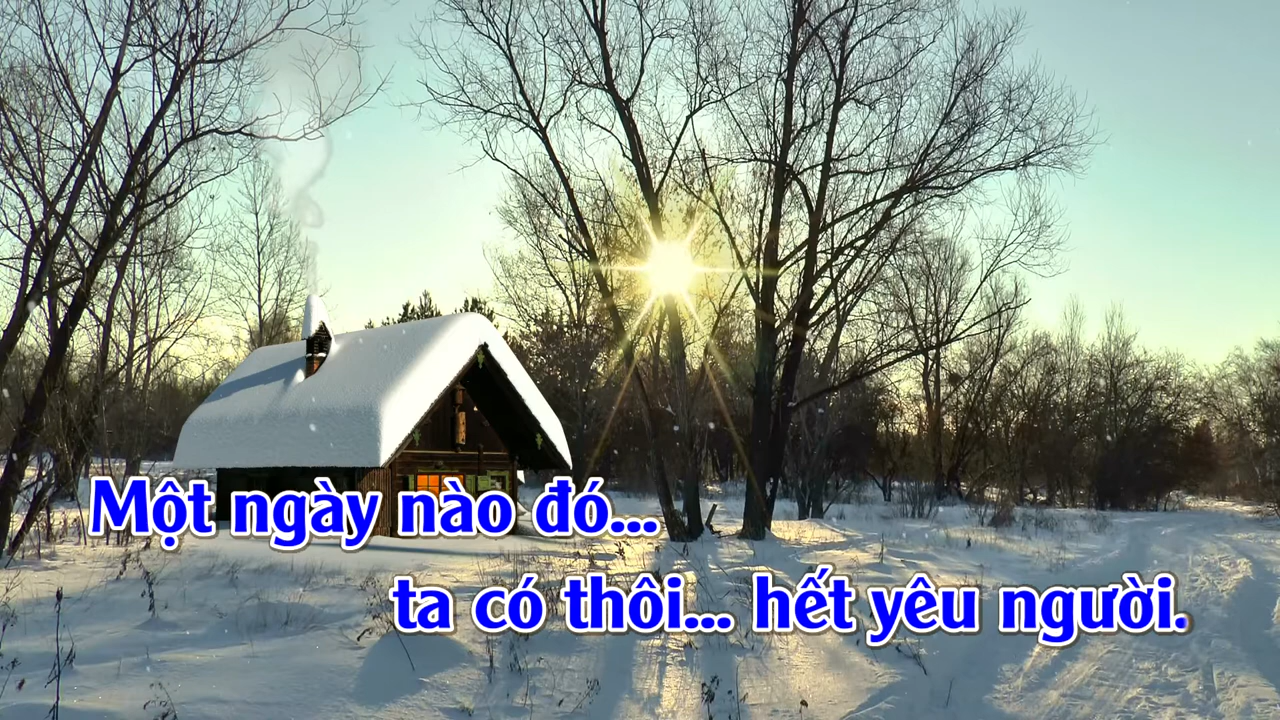 Một ngày nào đó...
ta có thôi... hết yêu người.